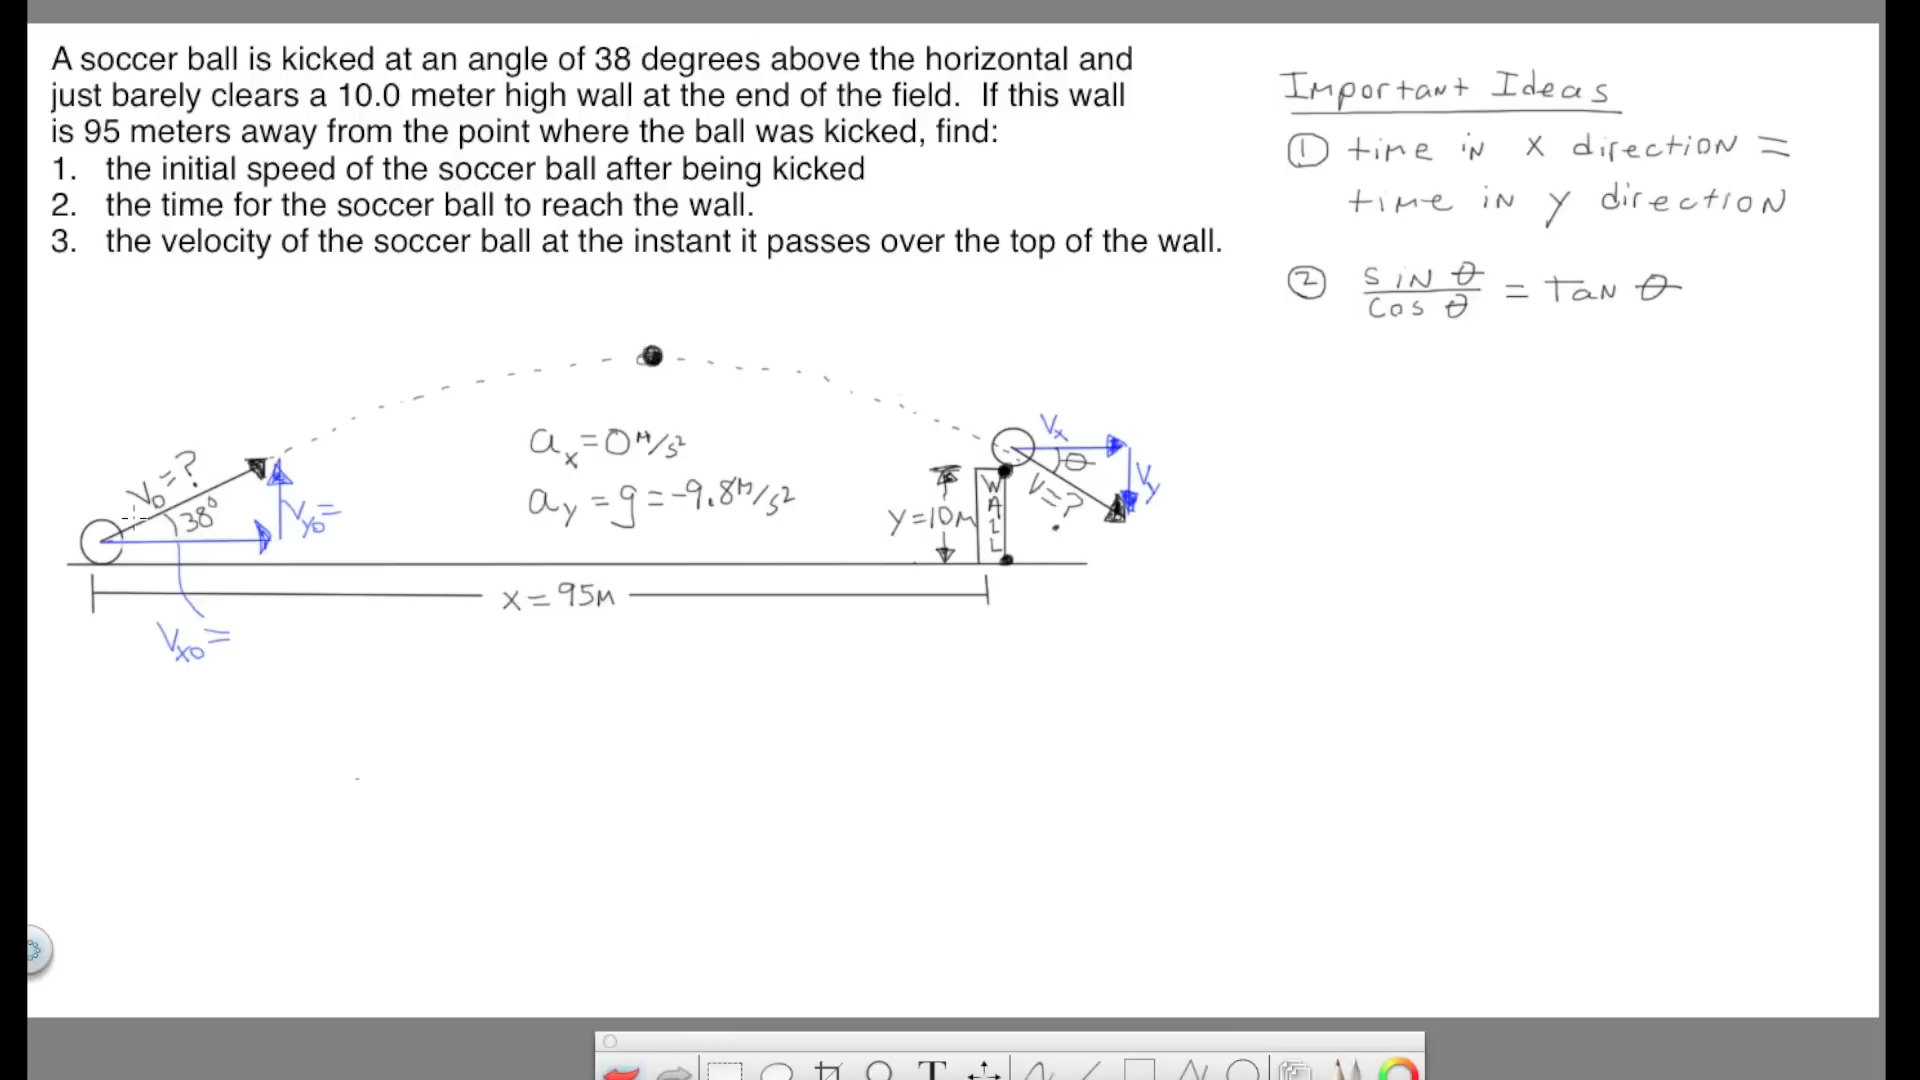 A soccer ball is kicked at an angle of 38 degrees above the horizontal and
just barely clears a 10.0 meter high wall at the end of the field.  If this wall
is 95 meters away from the point where the ball was kicked, find:
1. the initial speed of the soccer ball after being kicked
2. the time for the soccer ball to reach the wall.
3. the velocity of the soccer ball at the instant it passes over the top of the wall.
Important Ideas
① time in x direction =
time in y direction
② sin θ / cos θ = Tan θ
V₀=?
38°
Vy₀=
Vx₀=
aₓ=0 m/s²
a_y=g=-9.8 m/s²
y=10m
WALL
Vₓ
θ
V=?
V_y
x=95m
T